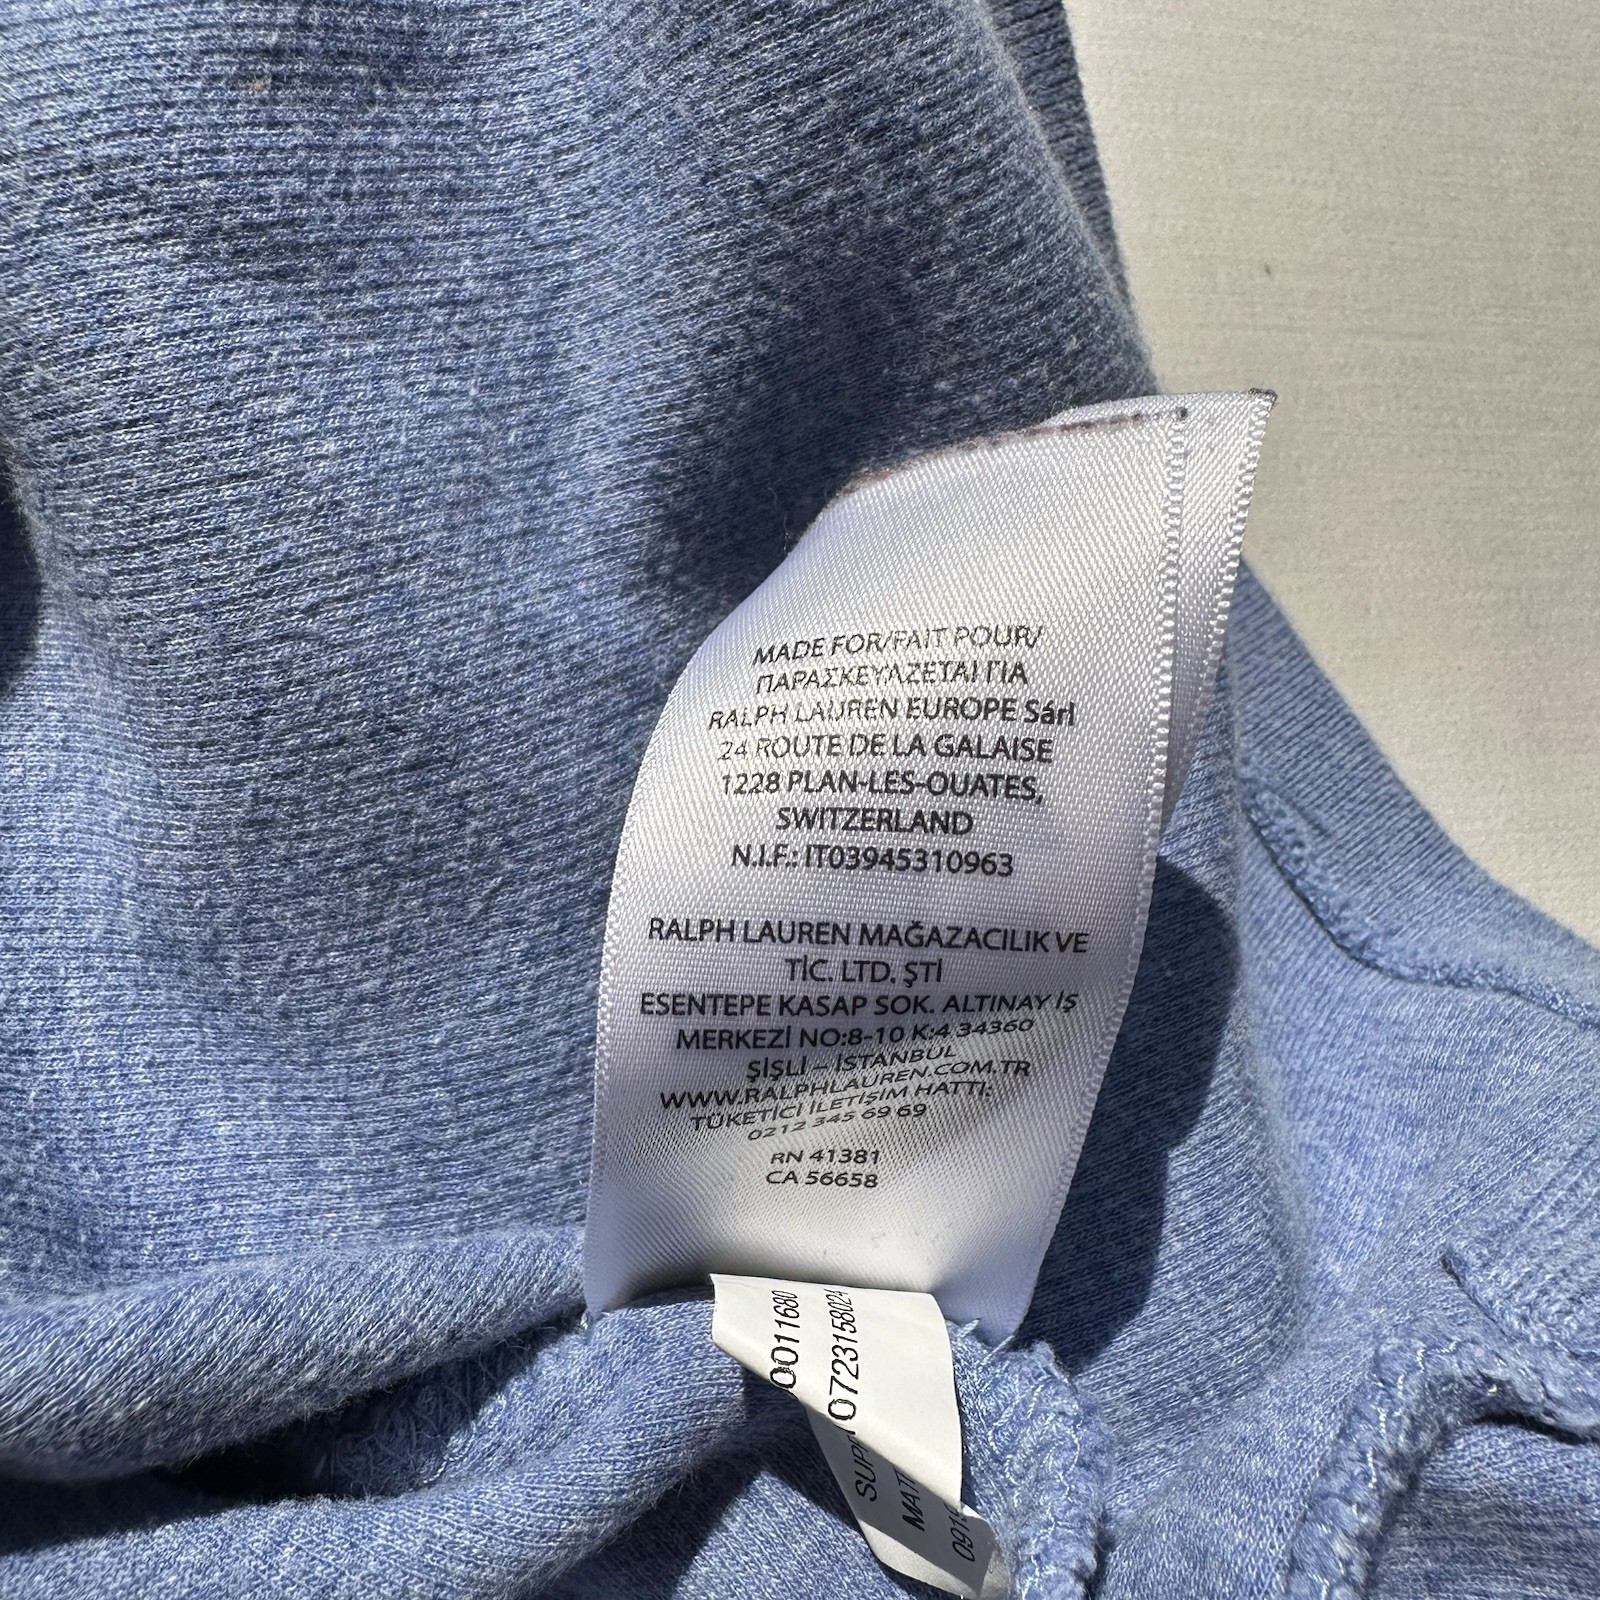 MADE FOR/FAIT POUR/
ΠΑΡΑΣΚΕΥΑΖΕΤΑΙ ΓΙΑ
RALPH LAUREN EUROPE Sárl
24 ROUTE DE LA GALAISE
1228 PLAN-LES-OUATES,
SWITZERLAND
N.I.F.: IT03945310963
RALPH LAUREN MAĞAZACILIK VE
TİC. LTD. ŞTİ
ESENTEPE KASAP SOK. ALTINAY İŞ
MERKEZİ NO:8-10 K:4 34360
ŞİŞLİ – İSTANBUL
WWW.RALPHLAUREN.COM.TR
TÜKETİCİ İLETİŞİM HATTI:
0212 345 69 69
RN 41381
CA 56658
0011680
0723158024